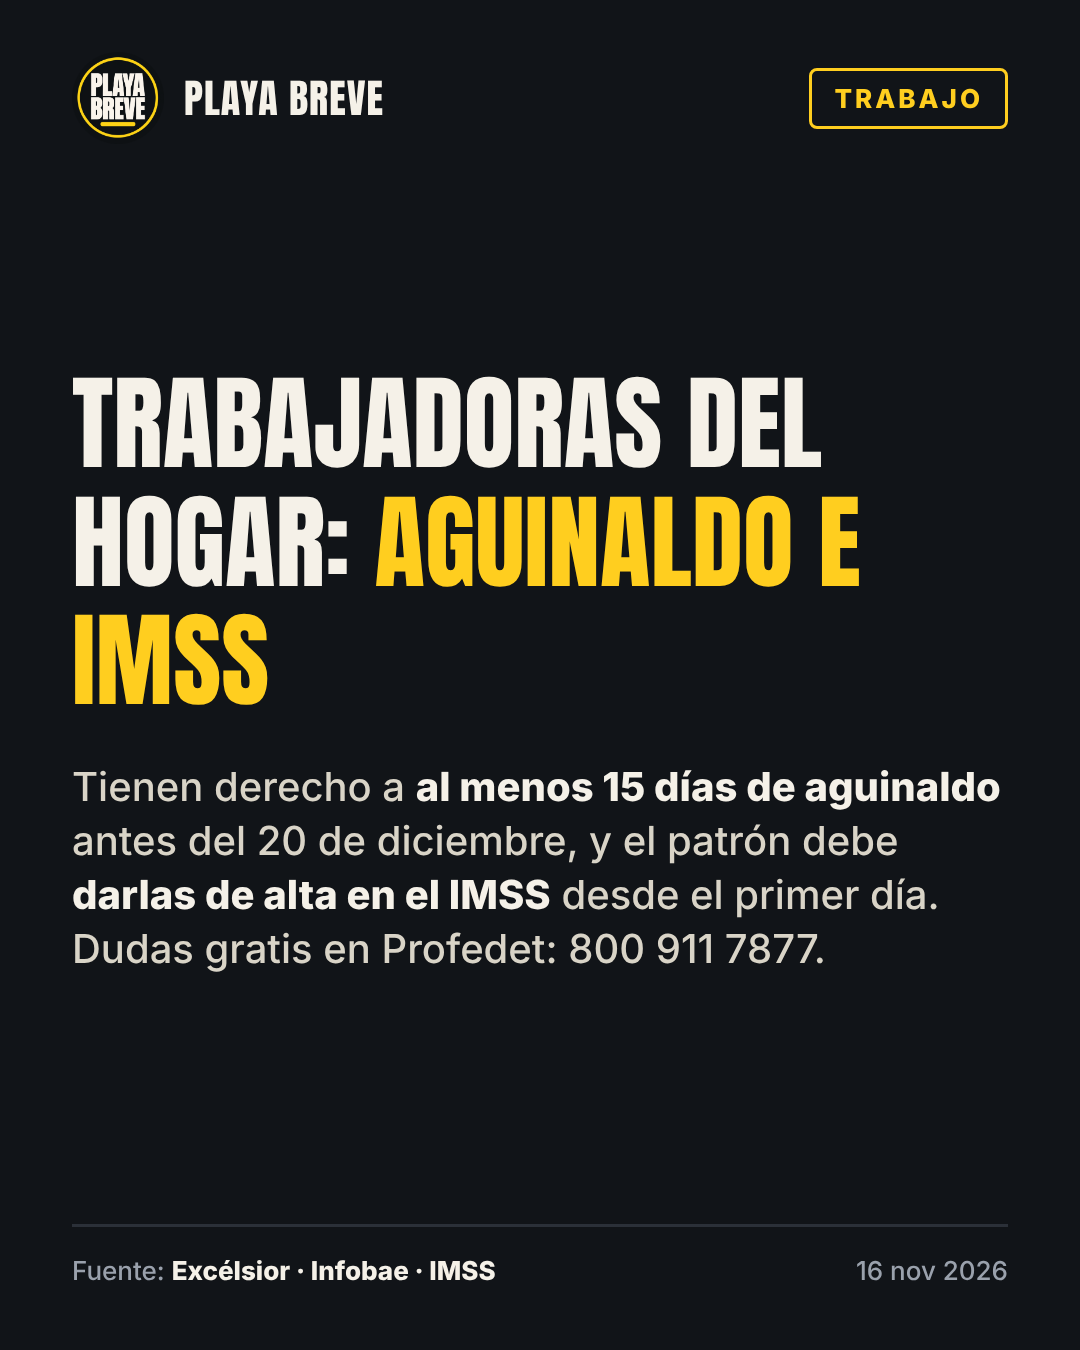 PLAYA
BREVE
PLAYA BREVE
TRABAJO
TRABAJADORAS DEL
HOGAR: AGUINALDO E
IMSS
Tienen derecho a al menos 15 días de aguinaldo
antes del 20 de diciembre, y el patrón debe
darlas de alta en el IMSS desde el primer día.
Dudas gratis en Profedet: 800 911 7877.
Fuente: Excélsior · Infobae · IMSS
16 nov 2026